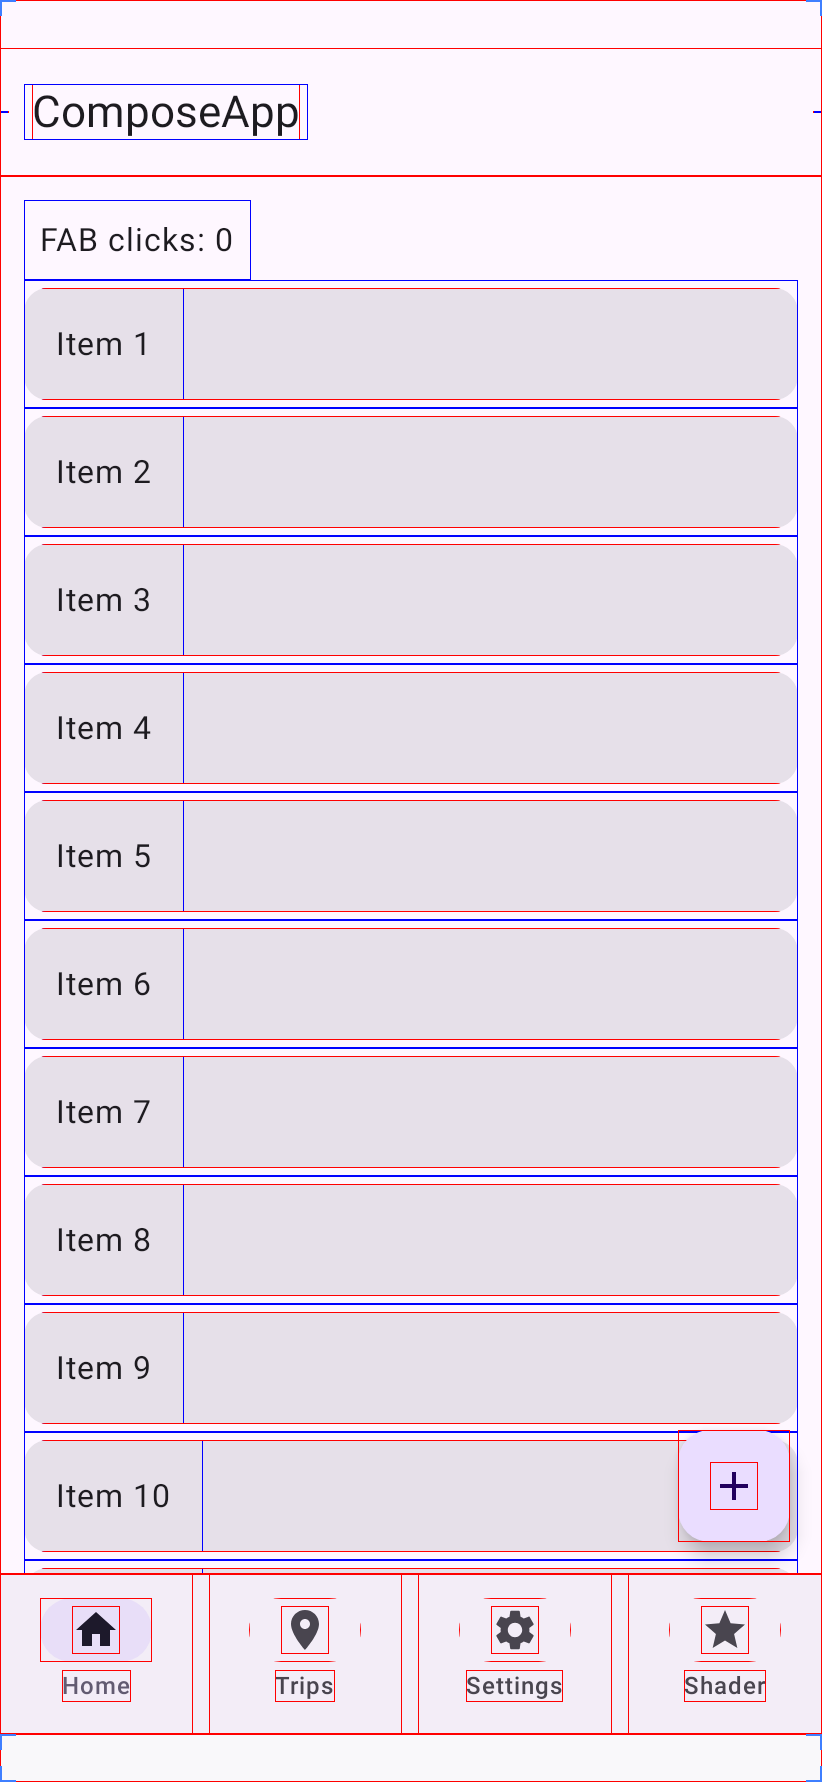 ComposeApp
FAB clicks: 0
Item 1
Item 2
Item 3
Item 4
Item 5
Item 6
Item 7
Item 8
Item 9
Item 10
Home
Trips
Settings
Shader